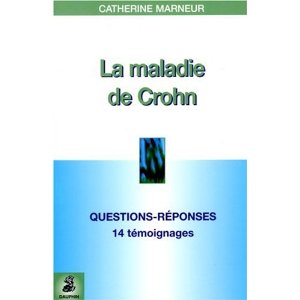 CATHERINE MARNEUR
La maladie
de Crohn
QUESTIONS-RÉPONSES
14 témoignages
DAUPHIN